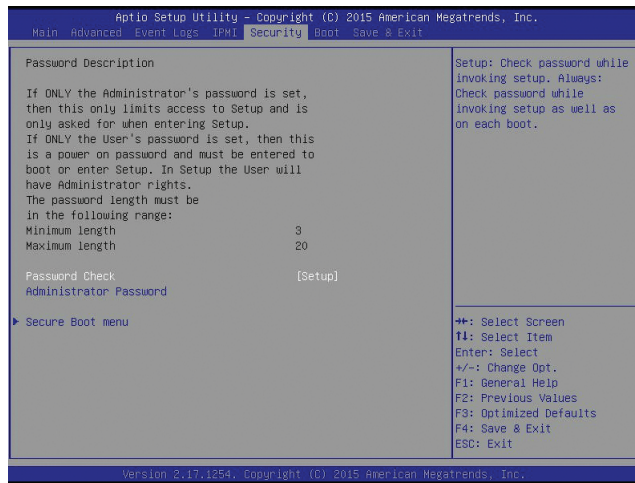 Aptio Setup Utility – Copyright (C) 2015 American Megatrends, Inc.
Main Advanced Event Logs IPMI Security Boot Save & Exit
Password Description
If ONLY the Administrator's password is set,
then this only limits access to Setup and is
only asked for when entering Setup.
If ONLY the User's password is set, then this
is a power on password and must be entered to
boot or enter Setup. In Setup the User will
have Administrator rights.
The password length must be
in the following range:
Minimum length 3
Maximum length 20
Password Check [Setup]
Administrator Password
Secure Boot menu
Setup: Check password while
invoking setup. Always:
Check password while
invoking setup as well as
on each boot.
→←: Select Screen
↑↓: Select Item
Enter: Select
+/-: Change Opt.
F1: General Help
F2: Previous Values
F3: Optimized Defaults
F4: Save & Exit
ESC: Exit
Version 2.17.1254. Copyright (C) 2015 American Megatrends, Inc.